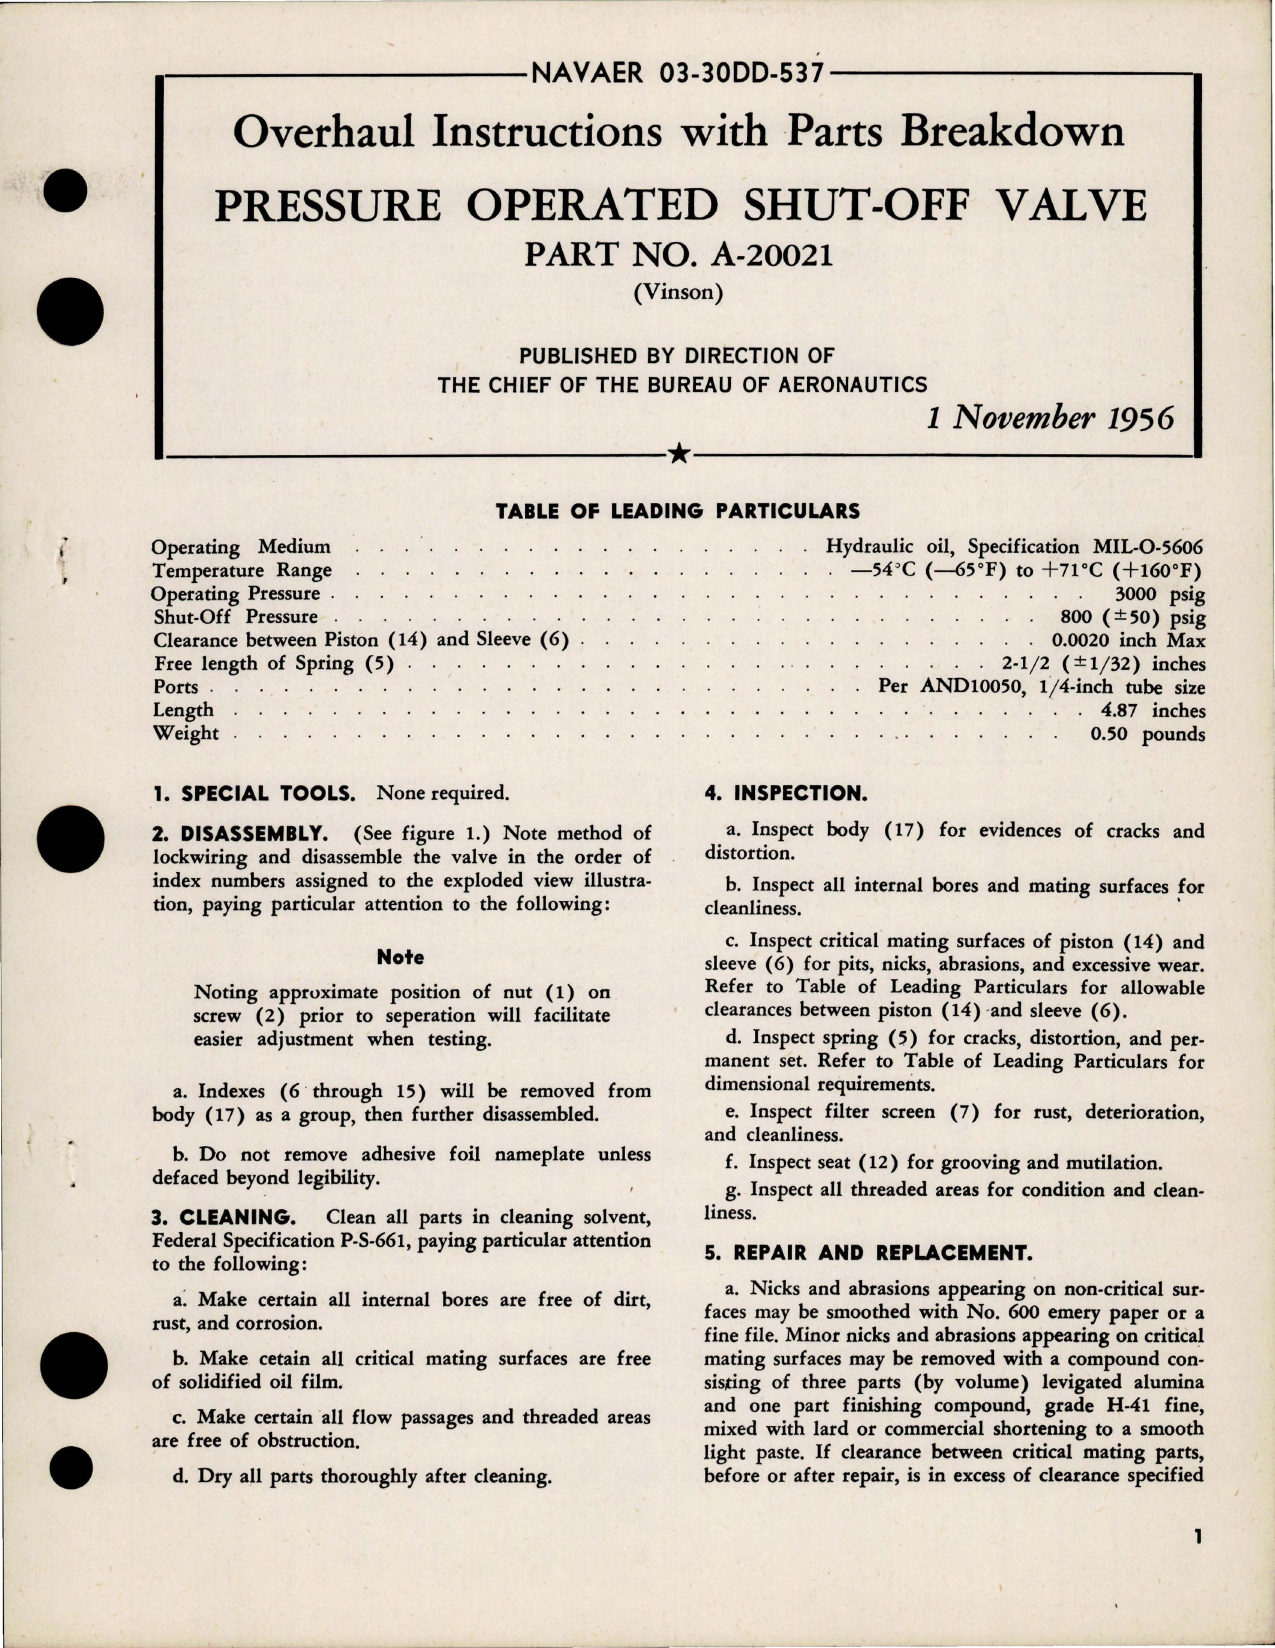 NAVAER 03-30DD-537
Overhaul Instructions with Parts Breakdown
PRESSURE OPERATED SHUT-OFF VALVE
PART NO. A-20021
(Vinson)
PUBLISHED BY DIRECTION OF
THE CHIEF OF THE BUREAU OF AERONAUTICS
1 November 1956
TABLE OF LEADING PARTICULARS
Operating Medium . . . . . . . . . . . . . . . . . . . Hydraulic oil, Specification MIL-O-5606
Temperature Range . . . . . . . . . . . . . . . . . . . . —54°C (—65°F) to +71°C (+160°F)
Operating Pressure . . . . . . . . . . . . . . . . . . . . . . . . . . . . . . . 3000 psig
Shut-Off Pressure . . . . . . . . . . . . . . . . . . . . . . . . . . . . . 800 (±50) psig
Clearance between Piston (14) and Sleeve (6) . . . . . . . . . . . . . . . . . . 0.0020 inch Max
Free length of Spring (5) . . . . . . . . . . . . . . . . . . . . . . . . 2-1/2 (±1/32) inches
Ports . . . . . . . . . . . . . . . . . . . . . . . . . . . Per AND10050, 1/4-inch tube size
Length . . . . . . . . . . . . . . . . . . . . . . . . . . . . . . . . . . . 4.87 inches
Weight . . . . . . . . . . . . . . . . . . . . . . . . . . . . . . . . . . 0.50 pounds
1. SPECIAL TOOLS. None required.
2. DISASSEMBLY. (See figure 1.) Note method of
lockwiring and disassemble the valve in the order of
index numbers assigned to the exploded view illustra-
tion, paying particular attention to the following:
Note
Noting approximate position of nut (1) on
screw (2) prior to seperation will facilitate
easier adjustment when testing.
a. Indexes (6 through 15) will be removed from
body (17) as a group, then further disassembled.
b. Do not remove adhesive foil nameplate unless
defaced beyond legibility.
3. CLEANING. Clean all parts in cleaning solvent,
Federal Specification P-S-661, paying particular attention
to the following:
a. Make certain all internal bores are free of dirt,
rust, and corrosion.
b. Make cetain all critical mating surfaces are free
of solidified oil film.
c. Make certain all flow passages and threaded areas
are free of obstruction.
d. Dry all parts thoroughly after cleaning.
4. INSPECTION.
a. Inspect body (17) for evidences of cracks and
distortion.
b. Inspect all internal bores and mating surfaces for
cleanliness.
c. Inspect critical mating surfaces of piston (14) and
sleeve (6) for pits, nicks, abrasions, and excessive wear.
Refer to Table of Leading Particulars for allowable
clearances between piston (14) and sleeve (6).
d. Inspect spring (5) for cracks, distortion, and per-
manent set. Refer to Table of Leading Particulars for
dimensional requirements.
e. Inspect filter screen (7) for rust, deterioration,
and cleanliness.
f. Inspect seat (12) for grooving and mutilation.
g. Inspect all threaded areas for condition and clean-
liness.
5. REPAIR AND REPLACEMENT.
a. Nicks and abrasions appearing on non-critical sur-
faces may be smoothed with No. 600 emery paper or a
fine file. Minor nicks and abrasions appearing on critical
mating surfaces may be removed with a compound con-
sisting of three parts (by volume) levigated alumina
and one part finishing compound, grade H-41 fine,
mixed with lard or commercial shortening to a smooth
light paste. If clearance between critical mating parts,
before or after repair, is in excess of clearance specified
1